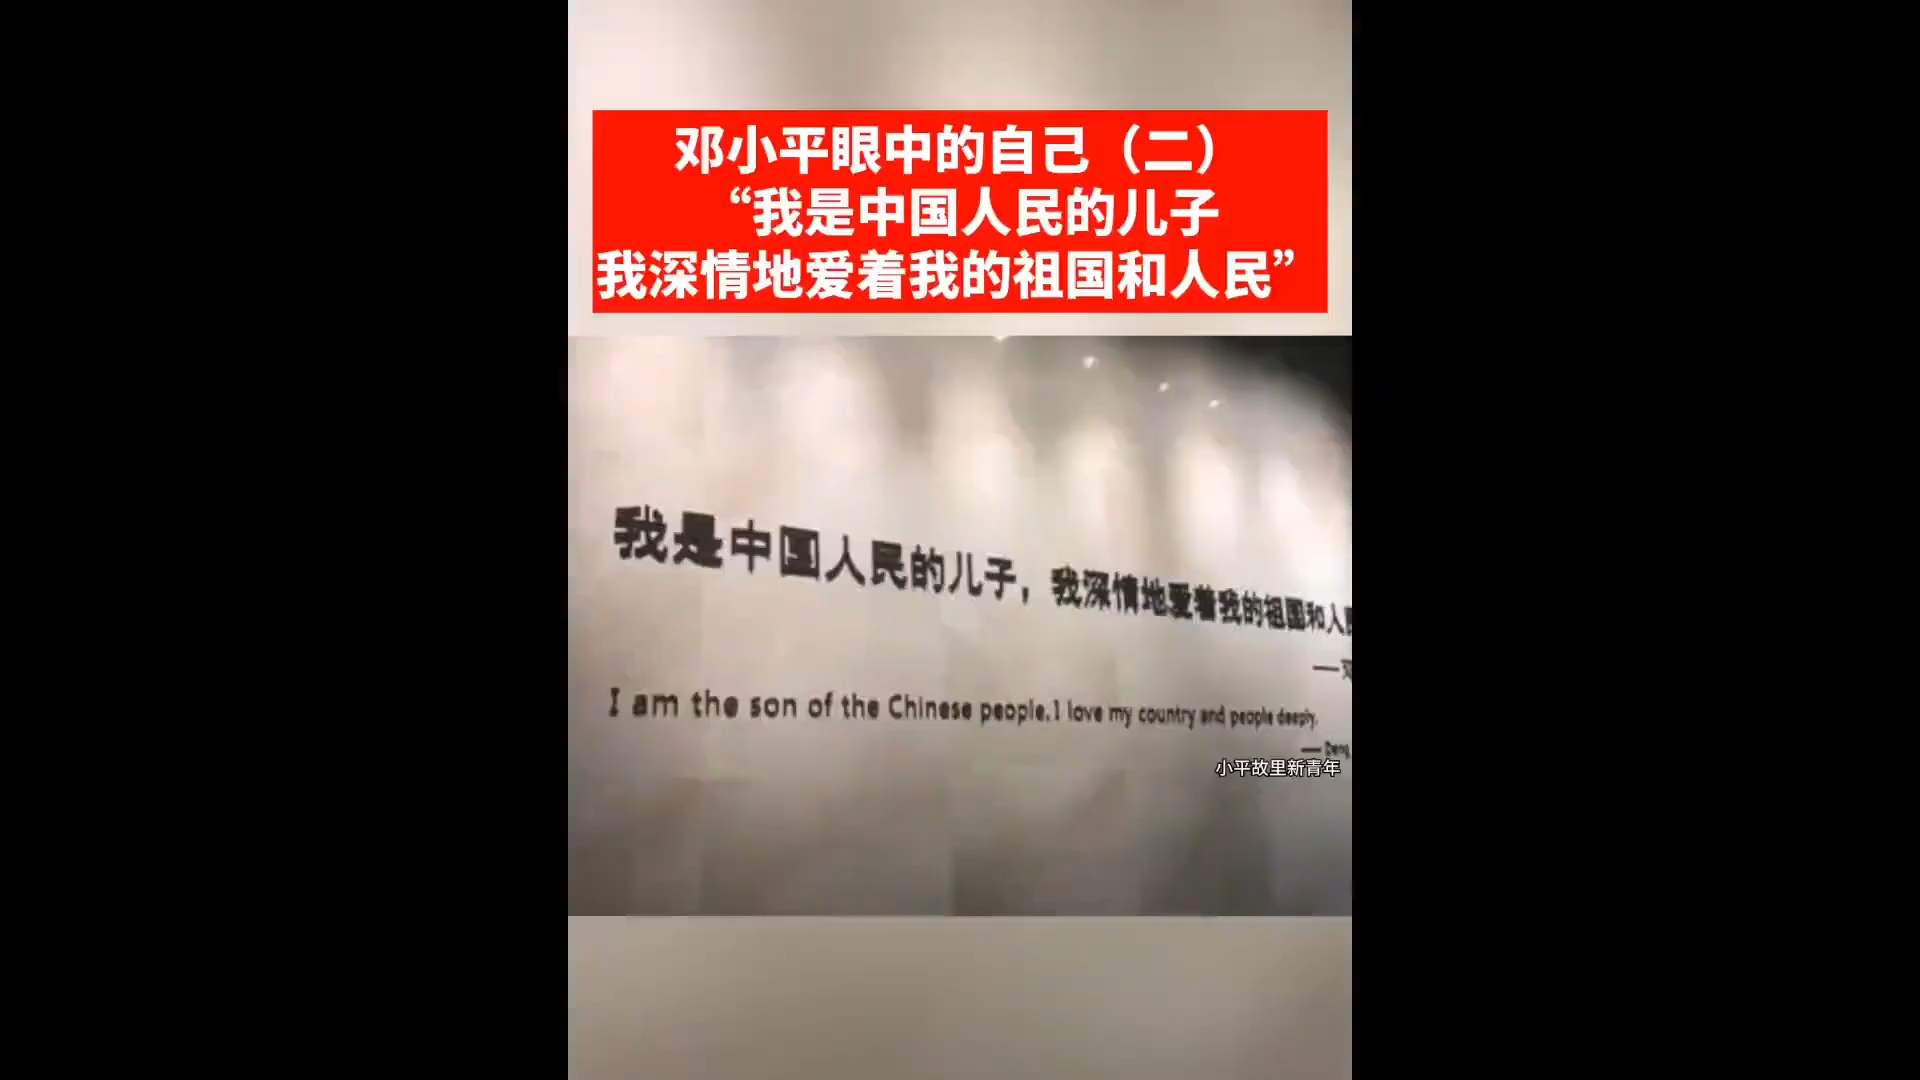 邓小平眼中的自己（二）
“我是中国人民的儿子
我深情地爱着我的祖国和人民”
我是中国人民的儿子，我深情地爱着我的祖国和人
——
I am the son of the Chinese people.I love my country and people deeply.
——Deng
小平故里新青年